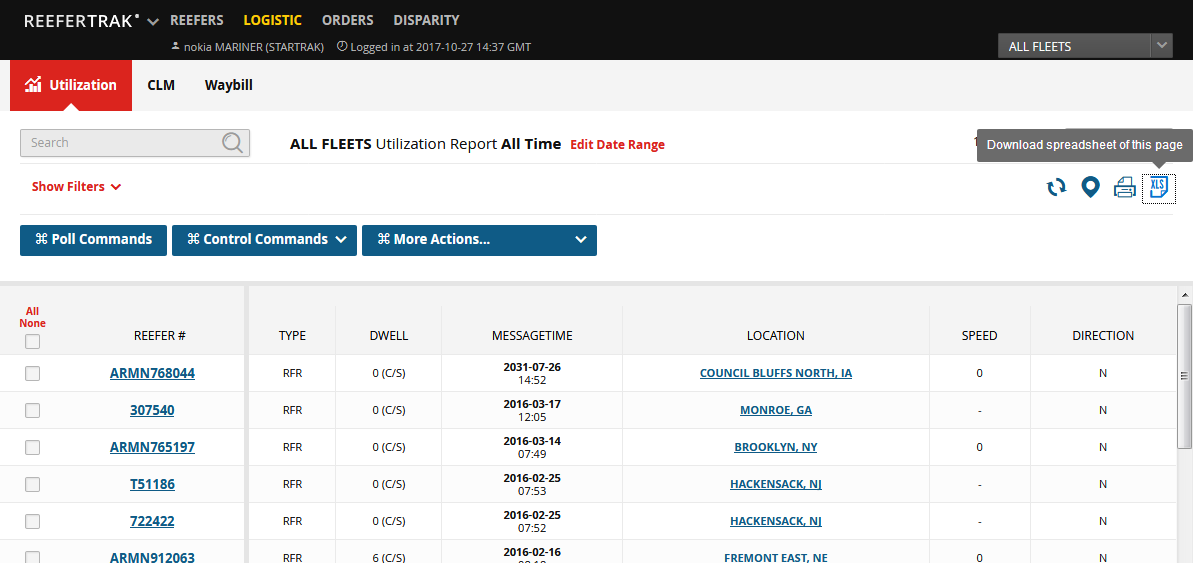 REEFERTRAK REEFERS LOGISTIC ORDERS DISPARITY
nokia MARINER (STARTRAK) Logged in at 2017-10-27 14:37 GMT
ALL FLEETS
Utilization CLM Waybill
Search
ALL FLEETS Utilization Report All Time Edit Date Range
Download spreadsheet of this page
Show Filters
XLS
⌘ Poll Commands ⌘ Control Commands ⌘ More Actions...
All
None
REEFER # TYPE DWELL MESSAGETIME LOCATION SPEED DIRECTION
ARMN768044 RFR 0 (C/S) 2031-07-26 14:52 COUNCIL BLUFFS NORTH, IA 0 N
307540 RFR 0 (C/S) 2016-03-17 12:05 MONROE, GA - N
ARMN765197 RFR 0 (C/S) 2016-03-14 07:49 BROOKLYN, NY 0 N
T51186 RFR 0 (C/S) 2016-02-25 07:53 HACKENSACK, NJ - N
722422 RFR 0 (C/S) 2016-02-25 07:52 HACKENSACK, NJ - N
ARMN912063 RFR 6 (C/S) 2016-02-16 FREMONT EAST, NE 0 N